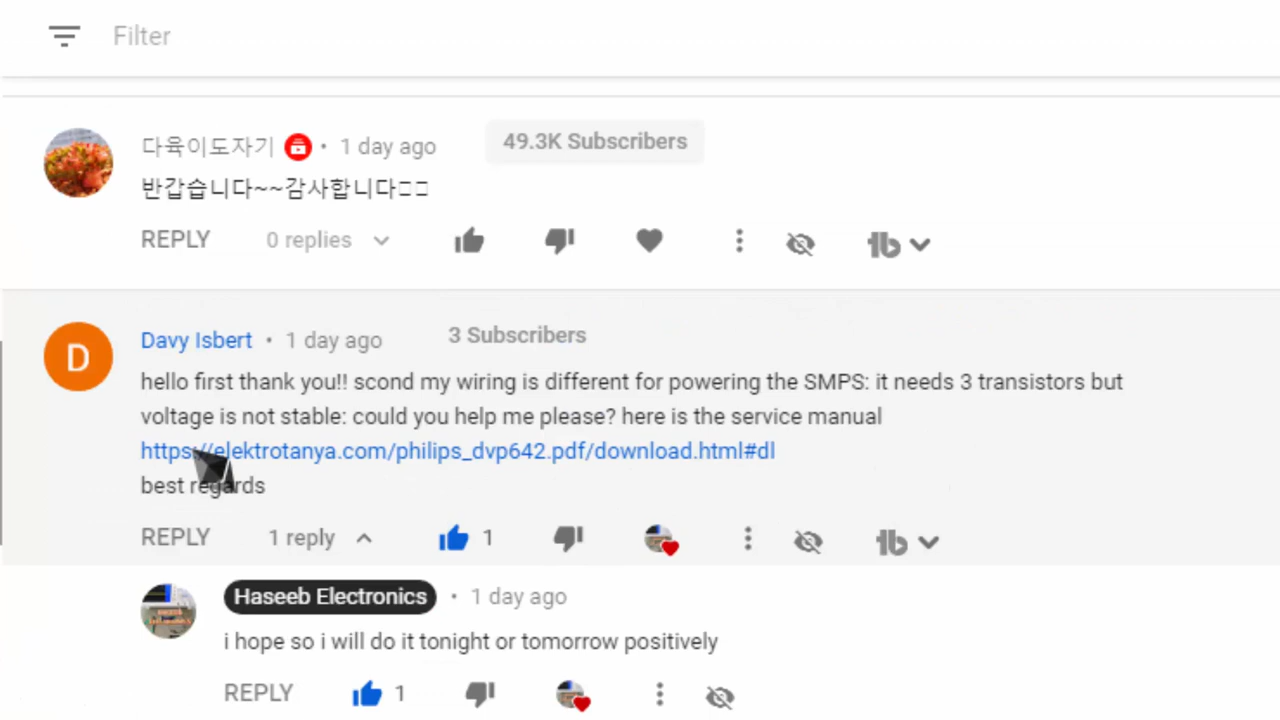 Filter
다육이도자기 • 1 day ago 49.3K Subscribers
반갑습니다~~감사합니다□□
REPLY 0 replies
D
Davy Isbert • 1 day ago 3 Subscribers
hello first thank you!! scond my wiring is different for powering the SMPS: it needs 3 transistors but
voltage is not stable: could you help me please? here is the service manual
https://elektrotanya.com/philips_dvp642.pdf/download.html#dl
best regards
REPLY 1 reply 1
Haseeb Electronics • 1 day ago
i hope so i will do it tonight or tomorrow positively
REPLY 1